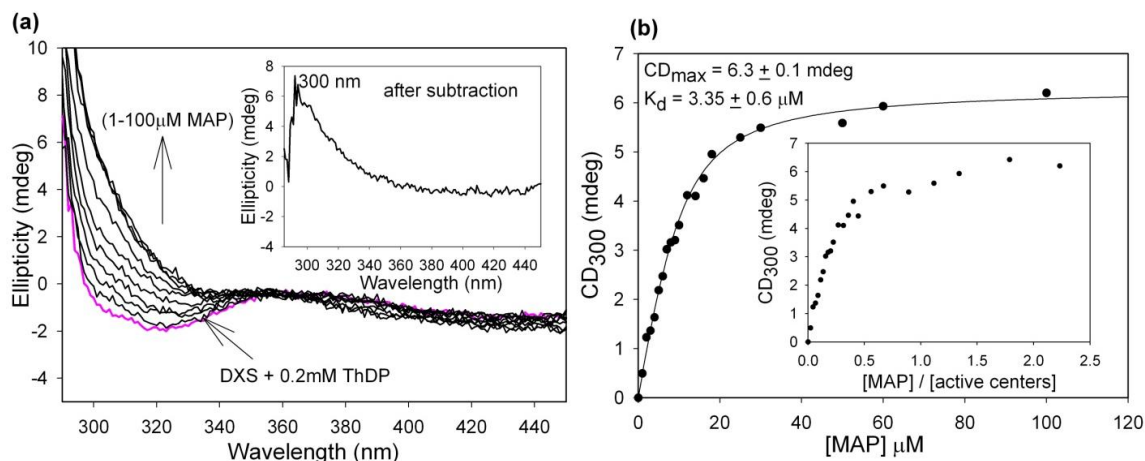 (a)
10
8
6
4
2
0
-2
-4
Ellipticity (mdeg)
300 320 340 360 380 400 420 440
Wavelength (nm)
(1-100μM MAP)
DXS + 0.2mM ThDP
8
6
4
2
0
-2
-4
Ellipticity (mdeg)
300 nm
after subtraction
300 320 340 360 380 400 420 440
Wavelength (nm)
(b)
7
6
5
4
3
2
1
0
CD300 (mdeg)
CDmax = 6.3 ± 0.1 mdeg
Kd = 3.35 ± 0.6 μM
0 20 40 60 80 100 120
[MAP] μM
7
6
5
4
3
2
1
0
CD300 (mdeg)
0.0 0.5 1.0 1.5 2.0 2.5
[MAP] / [active centers]